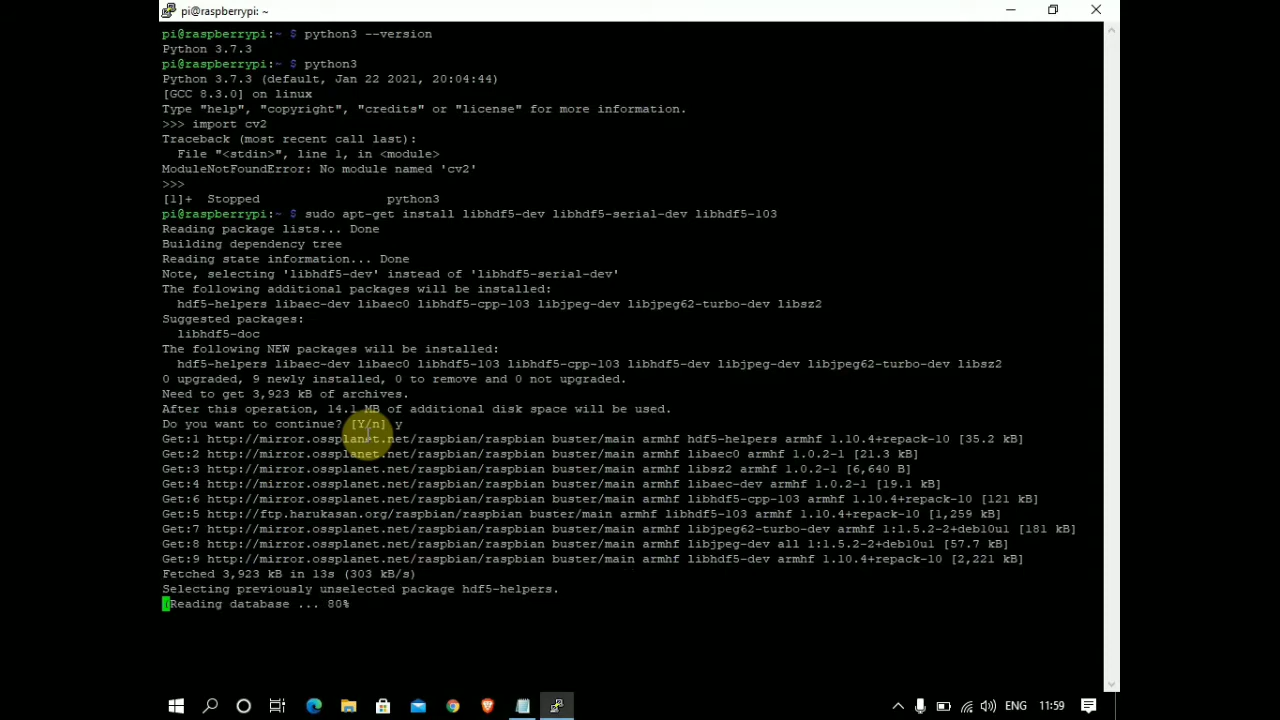 pi@raspberrypi: ~
pi@raspberrypi:~ $ python3 --version
Python 3.7.3
pi@raspberrypi:~ $ python3
Python 3.7.3 (default, Jan 22 2021, 20:04:44)
[GCC 8.3.0] on linux
Type "help", "copyright", "credits" or "license" for more information.
>>> import cv2
Traceback (most recent call last):
  File "<stdin>", line 1, in <module>
ModuleNotFoundError: No module named 'cv2'
>>>
[1]+  Stopped                 python3
pi@raspberrypi:~ $ sudo apt-get install libhdf5-dev libhdf5-serial-dev libhdf5-103
Reading package lists... Done
Building dependency tree
Reading state information... Done
Note, selecting 'libhdf5-dev' instead of 'libhdf5-serial-dev'
The following additional packages will be installed:
  hdf5-helpers libaec-dev libaec0 libhdf5-cpp-103 libjpeg-dev libjpeg62-turbo-dev libsz2
Suggested packages:
  libhdf5-doc
The following NEW packages will be installed:
  hdf5-helpers libaec-dev libaec0 libhdf5-103 libhdf5-cpp-103 libhdf5-dev libjpeg-dev libjpeg62-turbo-dev libsz2
0 upgraded, 9 newly installed, 0 to remove and 0 not upgraded.
Need to get 3,923 kB of archives.
After this operation, 14.1 MB of additional disk space will be used.
Do you want to continue? [Y/n] y
Get:1 http://mirror.ossplanet.net/raspbian/raspbian buster/main armhf hdf5-helpers armhf 1.10.4+repack-10 [35.2 kB]
Get:2 http://mirror.ossplanet.net/raspbian/raspbian buster/main armhf libaec0 armhf 1.0.2-1 [21.3 kB]
Get:3 http://mirror.ossplanet.net/raspbian/raspbian buster/main armhf libsz2 armhf 1.0.2-1 [6,640 B]
Get:4 http://mirror.ossplanet.net/raspbian/raspbian buster/main armhf libaec-dev armhf 1.0.2-1 [19.1 kB]
Get:6 http://mirror.ossplanet.net/raspbian/raspbian buster/main armhf libhdf5-cpp-103 armhf 1.10.4+repack-10 [121 kB]
Get:5 http://ftp.harukasan.org/raspbian/raspbian buster/main armhf libhdf5-103 armhf 1.10.4+repack-10 [1,259 kB]
Get:7 http://mirror.ossplanet.net/raspbian/raspbian buster/main armhf libjpeg62-turbo-dev armhf 1:1.5.2-2+deb10u1 [181 kB]
Get:8 http://mirror.ossplanet.net/raspbian/raspbian buster/main armhf libjpeg-dev all 1:1.5.2-2+deb10u1 [57.7 kB]
Get:9 http://mirror.ossplanet.net/raspbian/raspbian buster/main armhf libhdf5-dev armhf 1.10.4+repack-10 [2,221 kB]
Fetched 3,923 kB in 13s (303 kB/s)
Selecting previously unselected package hdf5-helpers.
(Reading database ... 80%
ENG 11:59